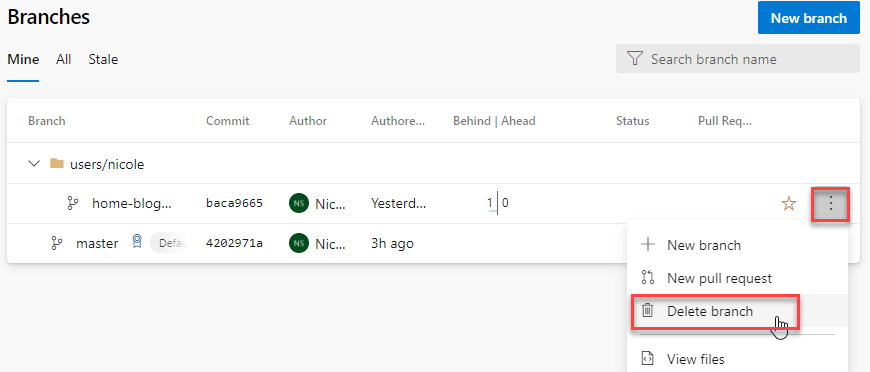 Branches
New branch
Mine All Stale
Search branch name
Branch Commit Author Authore... Behind | Ahead Status Pull Req...
users/nicole
home-blog... baca9665 NS Nic... Yesterd... 1 0
master Defau 4202971a NS Nic... 3h ago
New branch
New pull request
Delete branch
View files